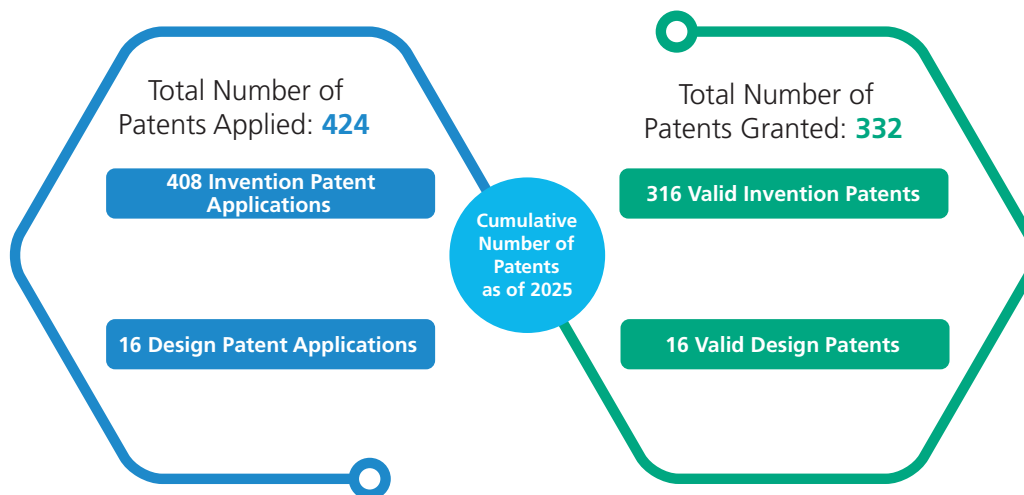 Total Number of
Patents Applied: 424
408 Invention Patent
Applications
16 Design Patent Applications
Cumulative
Number of
Patents
as of 2025
Total Number of
Patents Granted: 332
316 Valid Invention Patents
16 Valid Design Patents